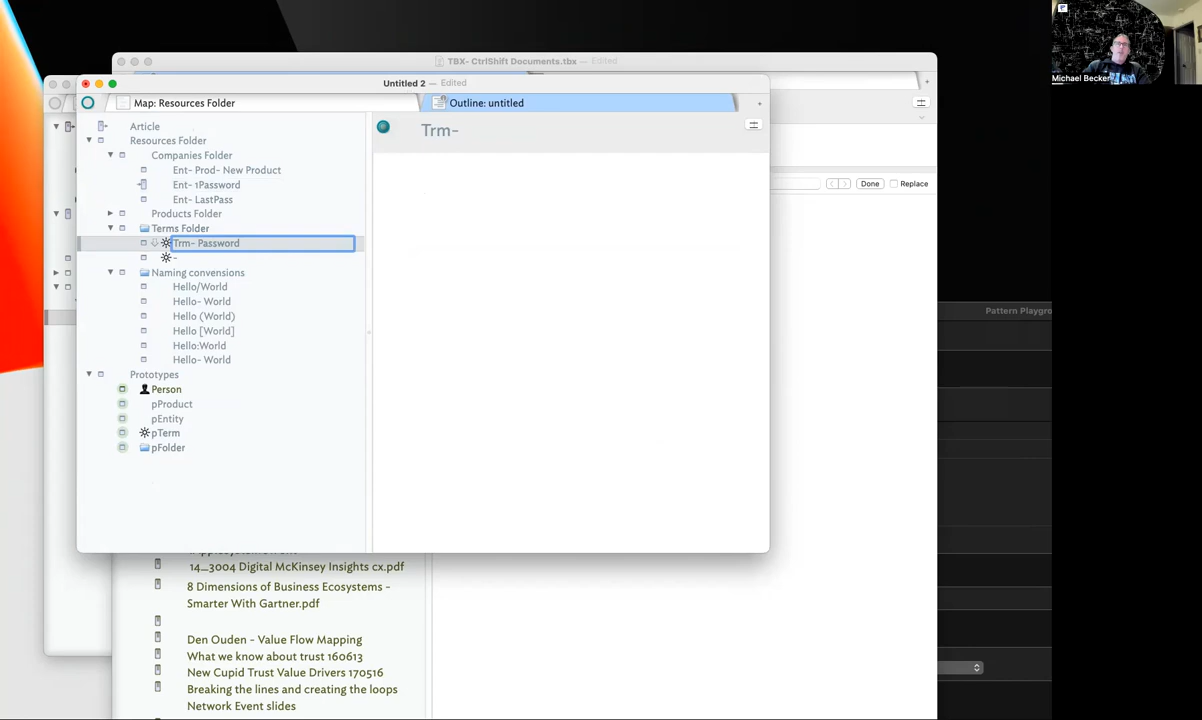 TBX- CtrlShift Documents.tbx — Edited
Untitled 2 — Edited
Map: Resources Folder
Outline: untitled
Article
Resources Folder
Companies Folder
Ent- Prod- New Product
Ent- 1Password
Ent- LastPass
Products Folder
Terms Folder
Trm- Password
-
Naming convensions
Hello/World
Hello- World
Hello (World)
Hello [World]
Hello:World
Hello- World
Prototypes
Person
pProduct
pEntity
pTerm
pFolder
Trm-
Done
Replace
Pattern Playgro
Michael Becker
14_3004 Digital McKinsey Insights cx.pdf
8 Dimensions of Business Ecosystems -
Smarter With Gartner.pdf
Den Ouden - Value Flow Mapping
What we know about trust 160613
New Cupid Trust Value Drivers 170516
Breaking the lines and creating the loops
Network Event slides